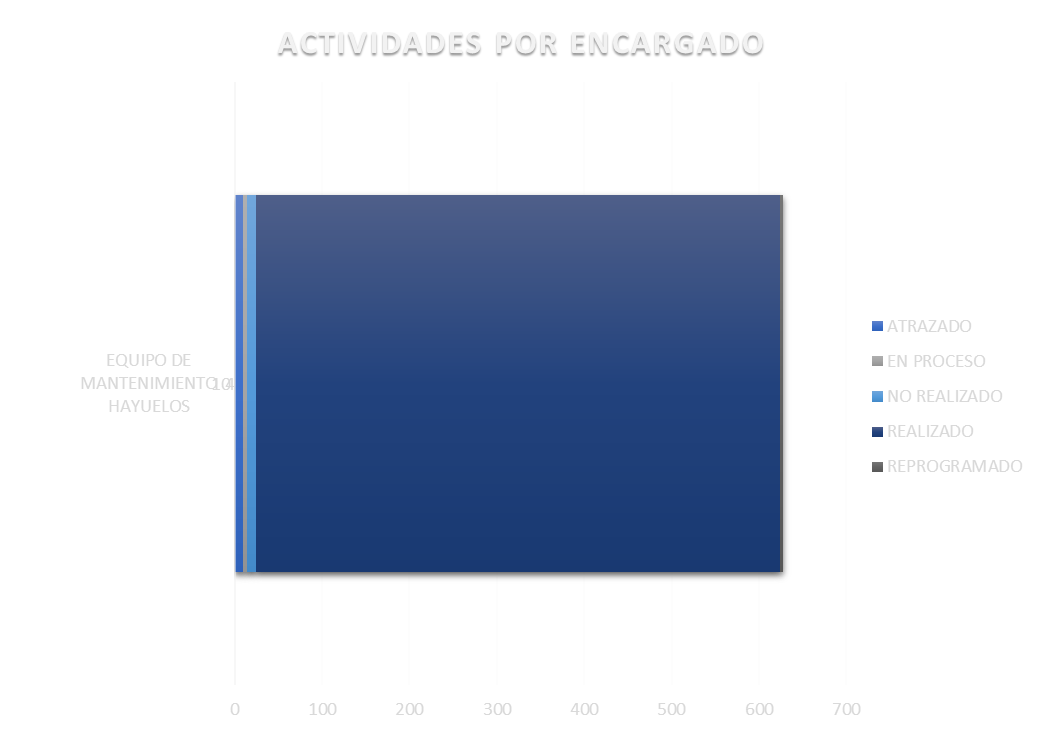 ACTIVIDADES POR ENCARGADO
EQUIPO DE
MANTENIMIENTO
HAYUELOS
ATRAZADO
EN PROCESO
NO REALIZADO
REALIZADO
REPROGRAMADO
0 100 200 300 400 500 600 700